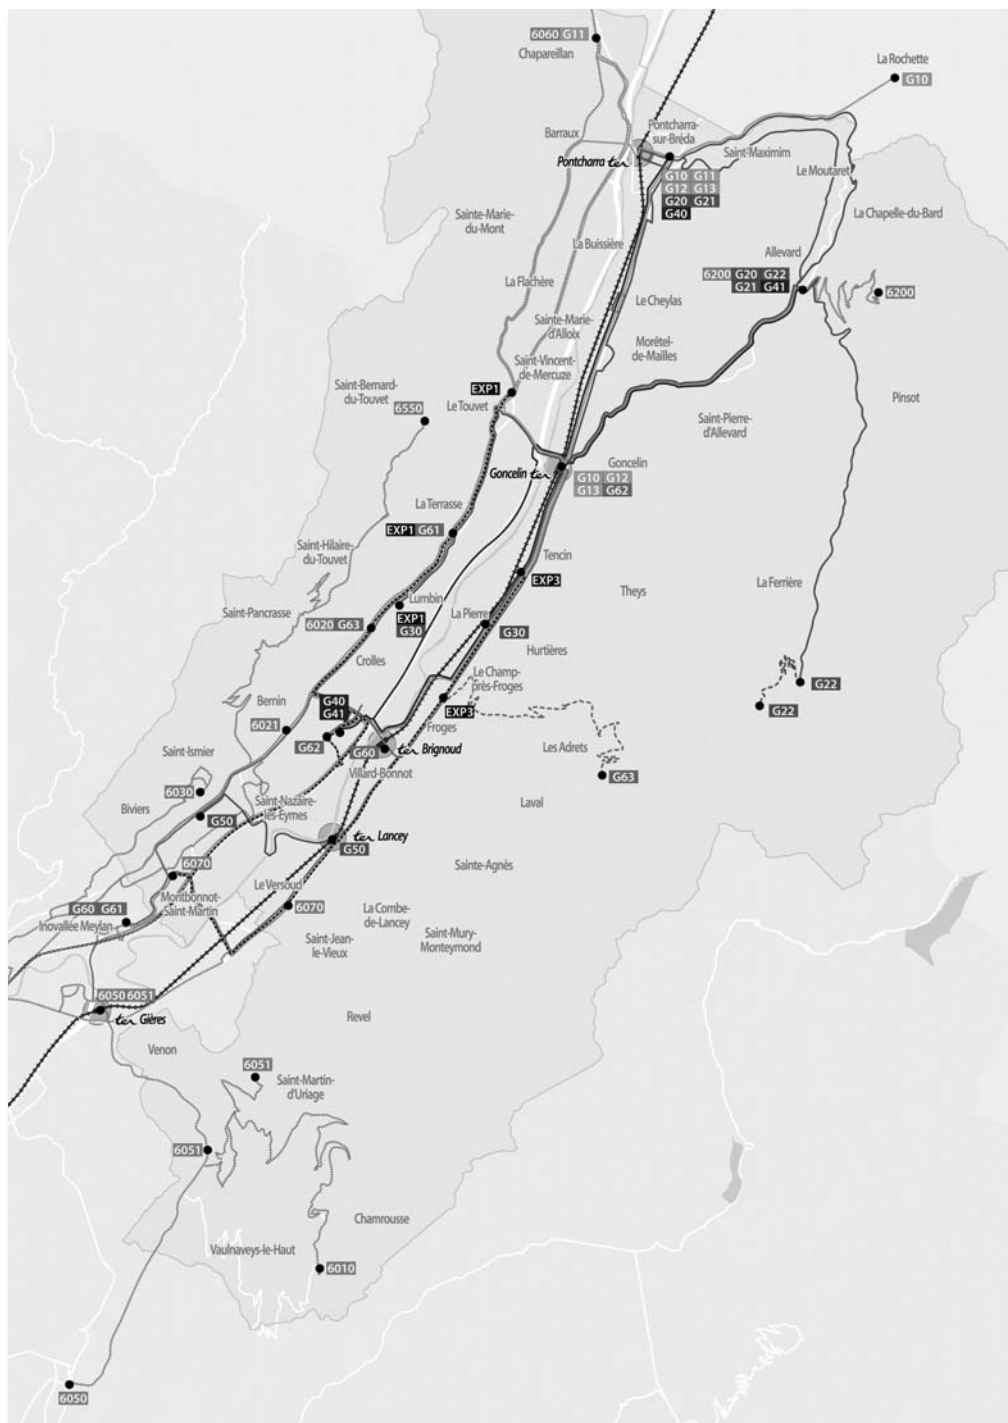 6060 G11
Chapareillan
La Rochette
G10
Barraux
Pontcharra-
sur-Bréda
Saint-Maximim
Pontcharra ter
Le Moutaret
G10 G11
G12 G13
G20 G21
G40
Sainte-Marie-
du-Mont
La Chapelle-du-Bard
La Buissière
Allevard
6200 G20 G22
G21 G41
6200
La Flachère
Le Cheylas
Sainte-Marie-
d'Alloix
Morêtel-
de-Mailles
Saint-Vincent-
de-Mercuze
Saint-Bernard-
du-Touvet
EXP1
6550
Le Touvet
Pinsot
Saint-Pierre-
d'Allevard
Goncelin ter
Goncelin
G10 G12
G13 G62
La Terrasse
EXP1 G61
Saint-Hilaire-
du-Touvet
Tencin
EXP3
Theys
La Ferrière
Saint-Pancrasse
Lumbin
EXP1
G30
La Pierre
G30
6020 G63
Hurtières
Crolles
Le Champ-
près-Froges
G22
G22
Bernin
G40
G41
EXP3
Froges
6021
G62
G60
ter Brignoud
Les Adrets
Saint-Ismier
Villard-Bonnot
G63
6030
Biviers
Saint-Nazaire-
les-Eymes
Laval
G50
ter Lancey
G50
6070
Sainte-Agnès
Le Versoud
Montbonnot-
Saint-Martin
G60 G61
Inovallée Meylan
6070
La Combe-
de-Lancey
Saint-Jean-
le-Vieux
Saint-Mury-
Monteymond
6050 6051
ter Gières
Revel
Venon
6051
Saint-Martin-
d'Uriage
6051
Chamrousse
Vaulnaveys-le-Haut
6010
6050